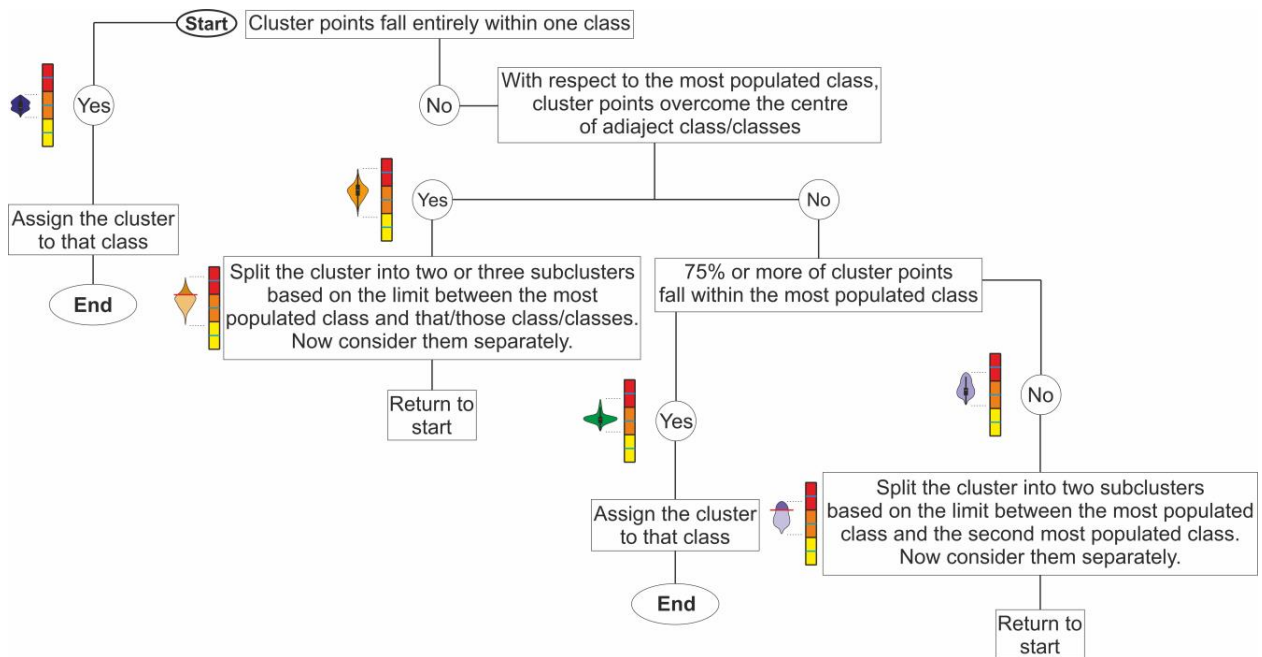 Start
Cluster points fall entirely within one class
Yes
No
With respect to the most populated class,
cluster points overcome the centre
of adiaject class/classes
Assign the cluster
to that class
End
Yes
No
Split the cluster into two or three subclusters
based on the limit between the most
populated class and that/those class/classes.
Now consider them separately.
Return to
start
75% or more of cluster points
fall within the most populated class
Yes
No
Assign the cluster
to that class
End
Split the cluster into two subclusters
based on the limit between the most populated
class and the second most populated class.
Now consider them separately.
Return to
start